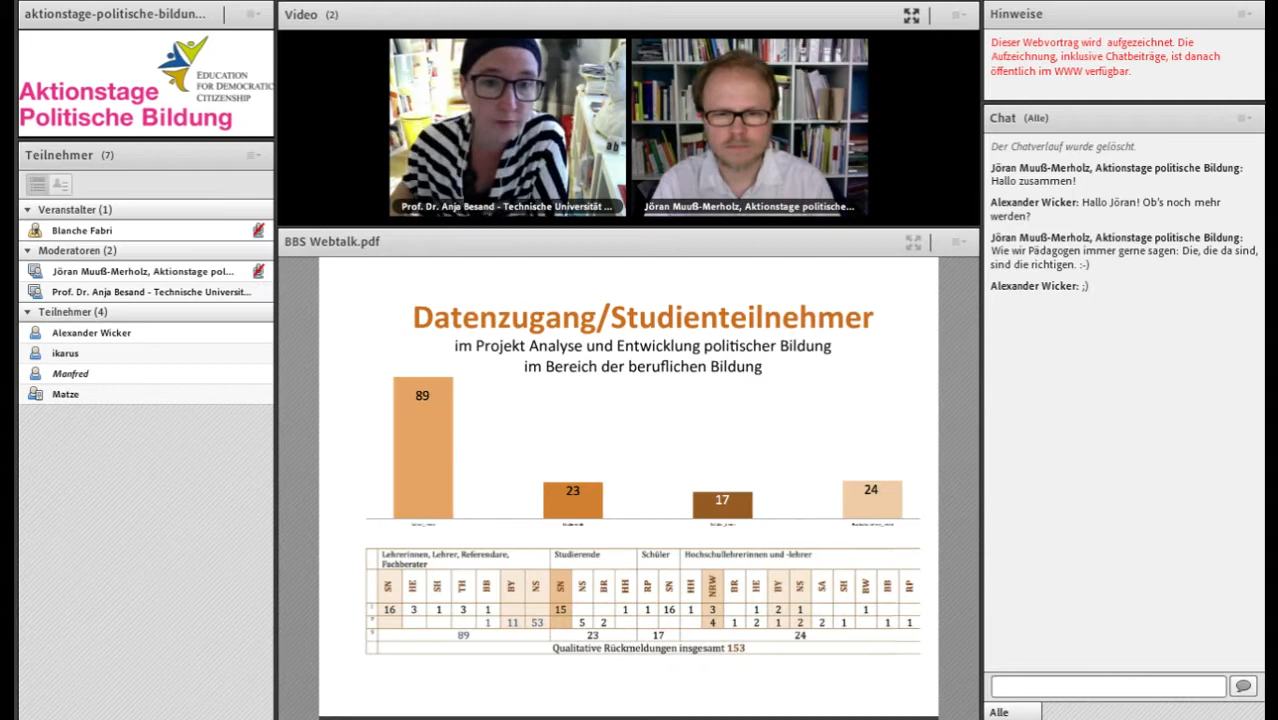 aktionstage-politische-bildun...
EDUCATION
FOR DEMOCRATIC
CITIZENSHIP
Aktionstage
Politische Bildung
Teilnehmer (7)
Veranstalter (1)
Blanche Fabri
Moderatoren (2)
Jöran Muuß-Merholz, Aktionstage pol...
Prof. Dr. Anja Besand - Technische Universit...
Teilnehmer (4)
Alexander Wicker
ikarus
Manfred
Matze
Video (2)
Prof. Dr. Anja Besand - Technische Universität ...
Jöran Muuß-Merholz, Aktionstage politische...
BBS Webtalk.pdf
Datenzugang/Studienteilnehmer
im Projekt Analyse und Entwicklung politischer Bildung
im Bereich der beruflichen Bildung
89
23
17
24
Lehrerinnen, Lehrer, Referendare,
Fachberater
Studierende
Schüler
Hochschullehrerinnen und -lehrer
SN HE SH TH BB BY NS SN NS BR HH RP SN HH NRW BR HE BY NS SA SH BW BB RP
16 3 1 3 1 15 1 1 16 1 3 1 2 1 1
1 11 53 5 2 4 1 2 1 2 2 1 1 1
89 23 17 24
Qualitative Rückmeldungen insgesamt 153
Hinweise
Dieser Webvortrag wird aufgezeichnet. Die
Aufzeichnung, inklusive Chatbeiträge, ist danach
öffentlich im WWW verfügbar.
Chat (Alle)
Der Chatverlauf wurde gelöscht.
Jöran Muuß-Merholz, Aktionstage politische Bildung:
Hallo zusammen!
Alexander Wicker: Hallo Jöran! Ob's noch mehr
werden?
Jöran Muuß-Merholz, Aktionstage politische Bildung:
Wie wir Pädagogen immer gerne sagen: Die, die da sind,
sind die richtigen. :-)
Alexander Wicker: ;)
Alle